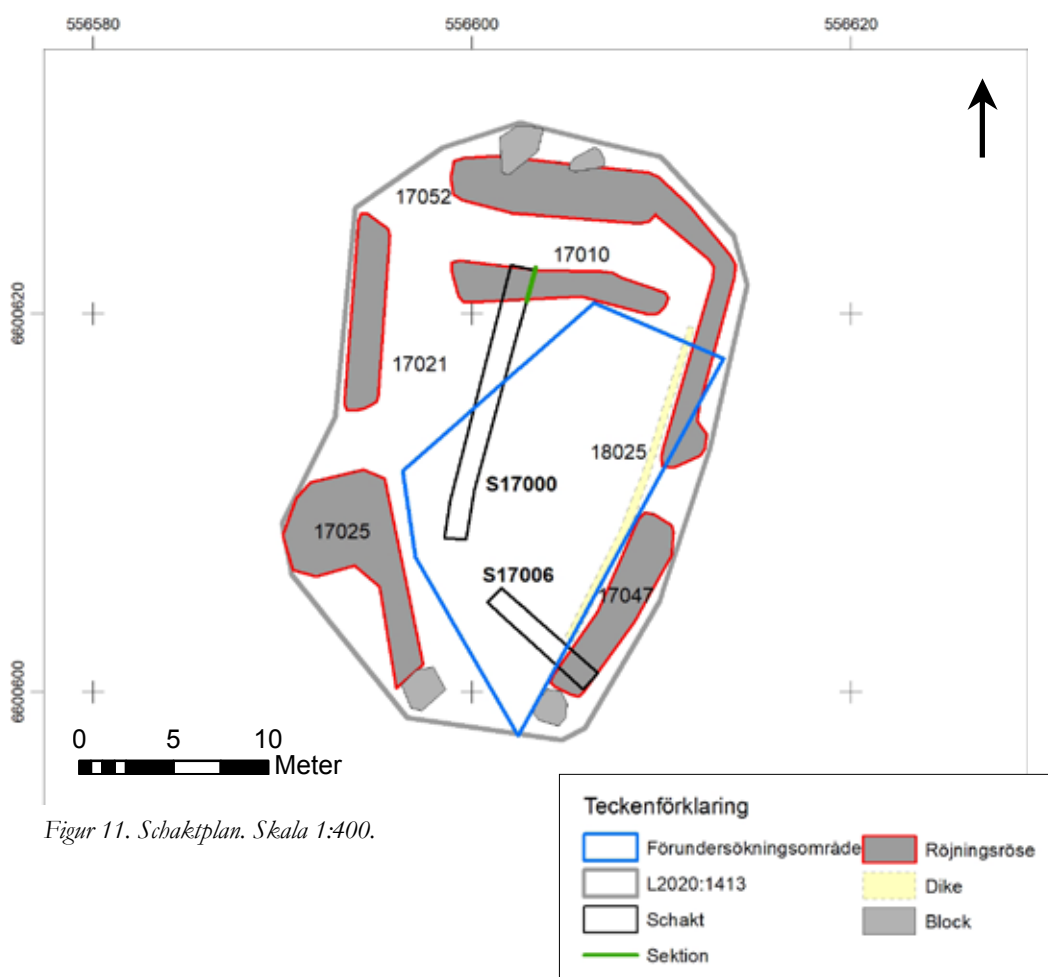 556580 556600 556620
17052
17010
6600620
17021
18025
S17000
17025
S17006
17047
6600600
0 5 10
Meter
Figur 11. Schaktplan. Skala 1:400.
Teckenförklaring
Förundersökningsområde Röjningsröse
L2020:1413 Dike
Schakt Block
Sektion